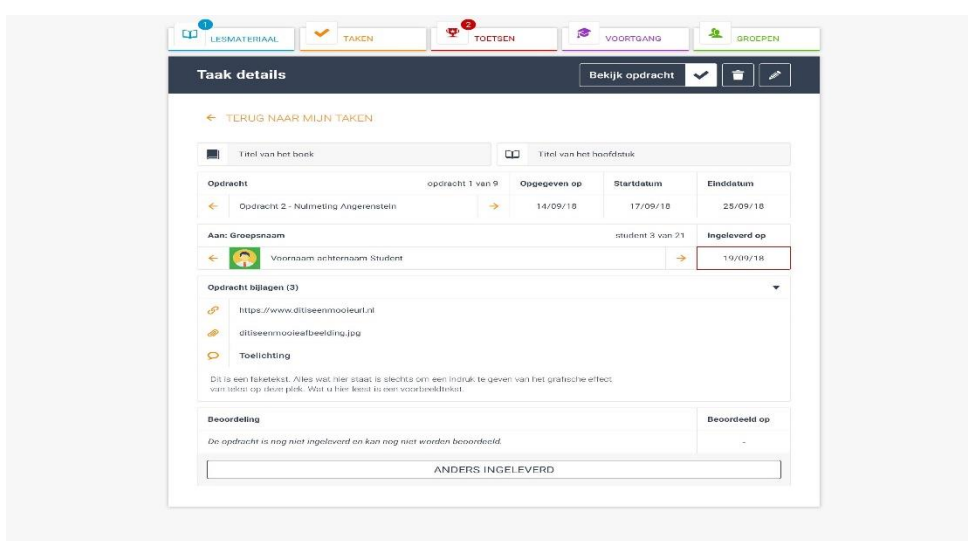 1
2
LESMATERIAAL
TAKEN
TOETSEN
VOORTGANG
GROEPEN
Taak details
Bekijk opdracht
TERUG NAAR MIJN TAKEN
Titel van het boek
Titel van het hoofdstuk
Opdracht opdracht 1 van 9 Opgegeven op Startdatum Einddatum
Opdracht 2 - Nulmeting Angerenstein 14/09/18 17/09/18 25/09/18
Aan: Groepsnaam student 3 van 21 Ingeleverd op
Voornaam achternaam Student 19/09/18
Opdracht bijlagen (3)
https://www.ditiseenmooieurl.nl
ditiseenmooieafbeelding.jpg
Toelichting
Dit is een faketekst. Alles wat hier staat is slechts om een indruk te geven van het grafische effect
van tekst op deze plek. Wat u hier leest is een voorbeeldtekst.
Beoordeling Beoordeeld op
De opdracht is nog niet ingeleverd en kan nog niet worden beoordeeld. -
ANDERS INGELEVERD